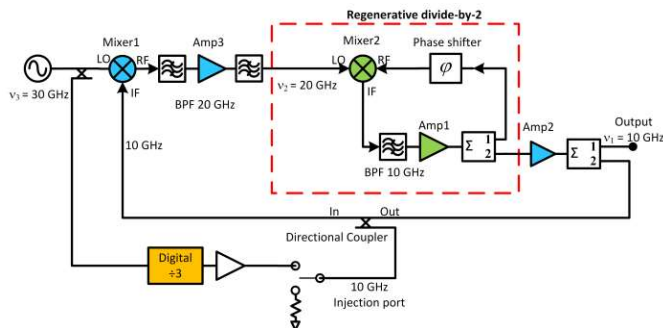 Regenerative divide-by-2
Mixer1
Amp3
Mixer2
Phase shifter
LO
RF
LO
RF
φ
IF
IF
ν₃ = 30 GHz
BPF 20 GHz
ν₂ = 20 GHz
Amp1
Amp2
Output
ν₁ = 10 GHz
10 GHz
Σ
1
2
Σ
1
2
BPF 10 GHz
In
Out
Directional Coupler
Digital
÷3
10 GHz
Injection port